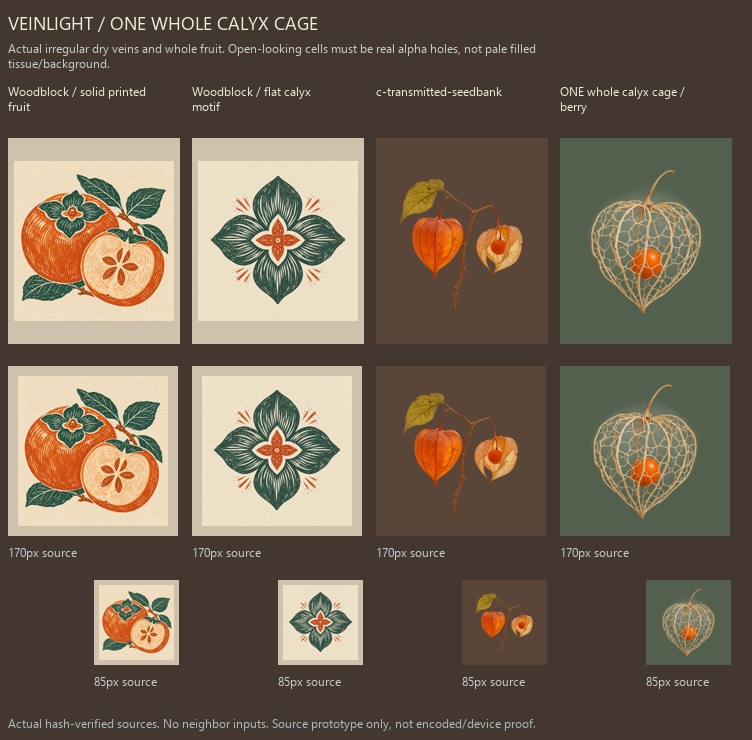 VEINLIGHT / ONE WHOLE CALYX CAGE
Actual irregular dry veins and whole fruit. Open-looking cells must be real alpha holes, not pale filled
tissue/background.
Woodblock / solid printed
fruit
Woodblock / flat calyx
motif
c-transmitted-seedbank
ONE whole calyx cage /
berry
170px source
170px source
170px source
170px source
85px source
85px source
85px source
85px source
Actual hash-verified sources. No neighbor inputs. Source prototype only, not encoded/device proof.